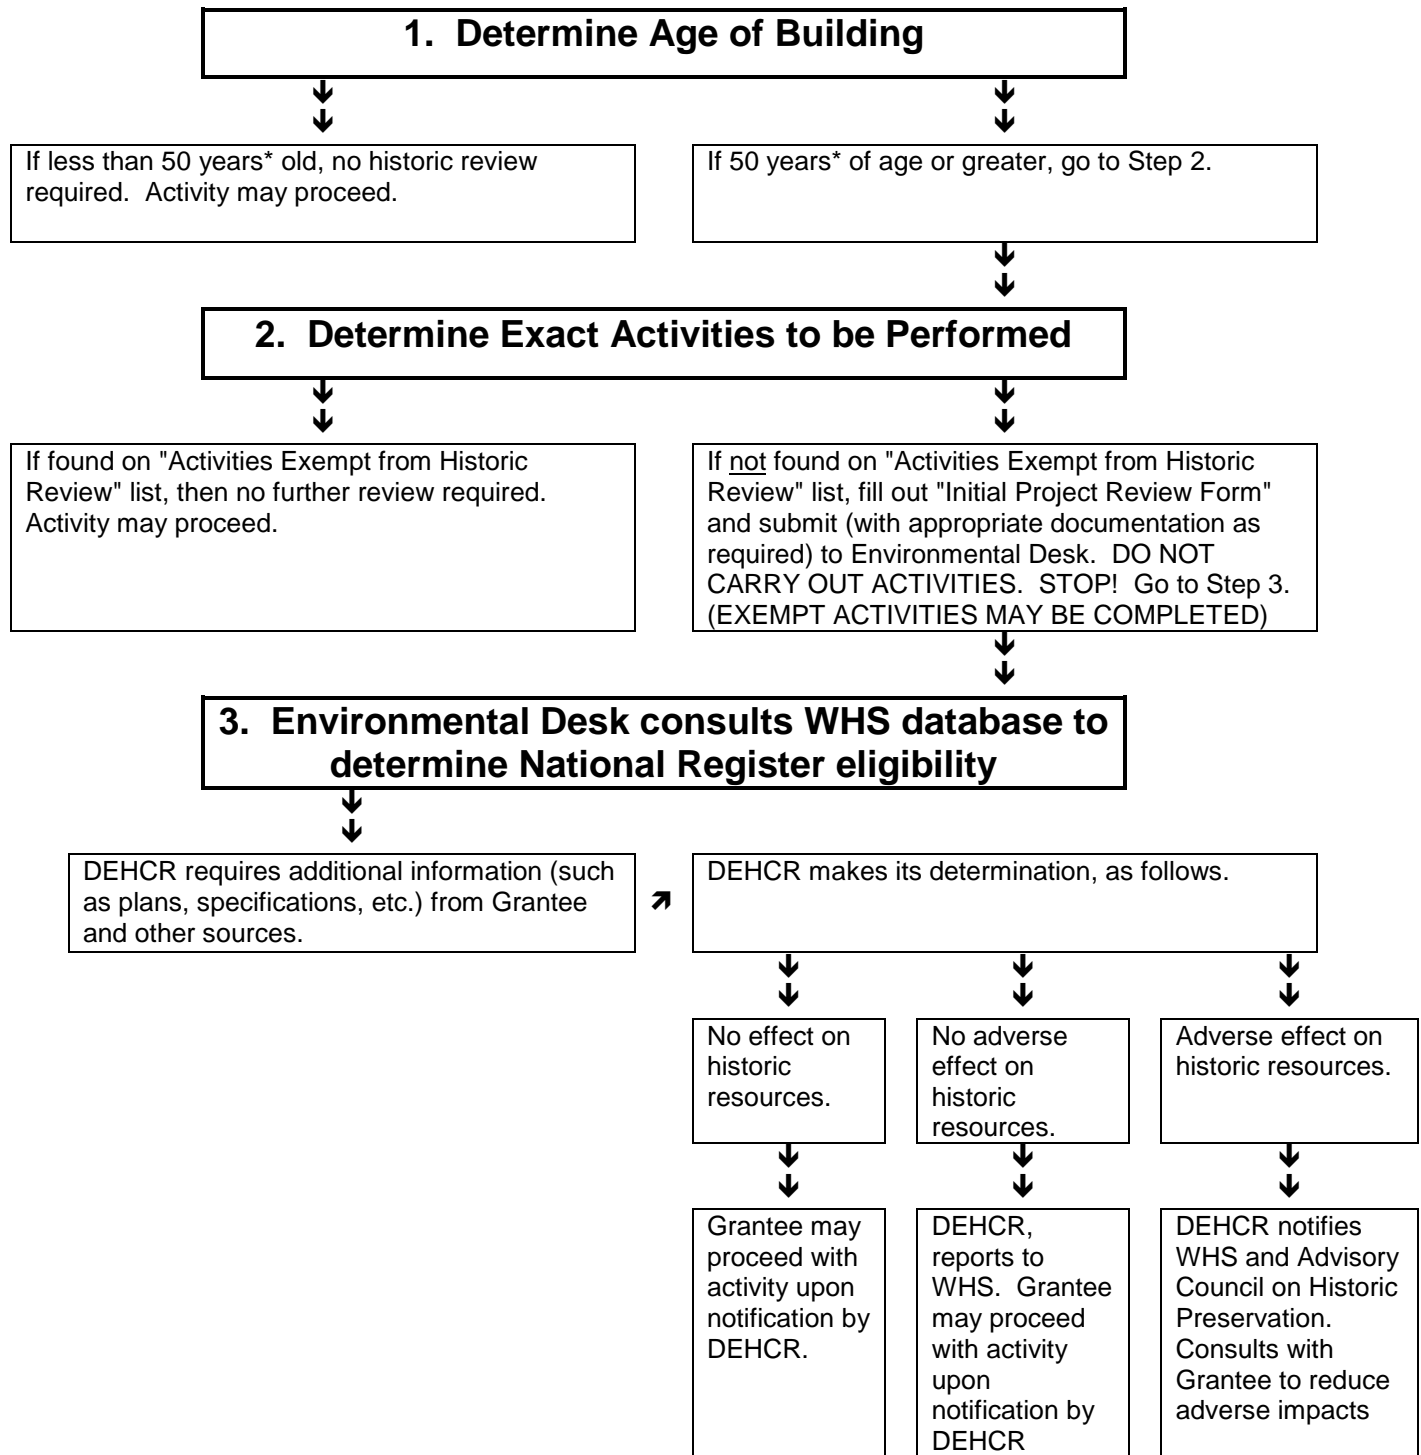 1. Determine Age of Building
If less than 50 years* old, no historic review
required. Activity may proceed.
If 50 years* of age or greater, go to Step 2.
2. Determine Exact Activities to be Performed
If found on "Activities Exempt from Historic
Review" list, then no further review required.
Activity may proceed.
If not found on "Activities Exempt from Historic
Review" list, fill out "Initial Project Review Form"
and submit (with appropriate documentation as
required) to Environmental Desk. DO NOT
CARRY OUT ACTIVITIES. STOP! Go to Step 3.
(EXEMPT ACTIVITIES MAY BE COMPLETED)
3. Environmental Desk consults WHS database to
determine National Register eligibility
DEHCR requires additional information (such
as plans, specifications, etc.) from Grantee
and other sources.
DEHCR makes its determination, as follows.
No effect on
historic
resources.
No adverse
effect on
historic
resources.
Adverse effect on
historic resources.
Grantee may
proceed with
activity upon
notification by
DEHCR.
DEHCR,
reports to
WHS. Grantee
may proceed
with activity
upon
notification by
DEHCR
DEHCR notifies
WHS and Advisory
Council on Historic
Preservation.
Consults with
Grantee to reduce
adverse impacts